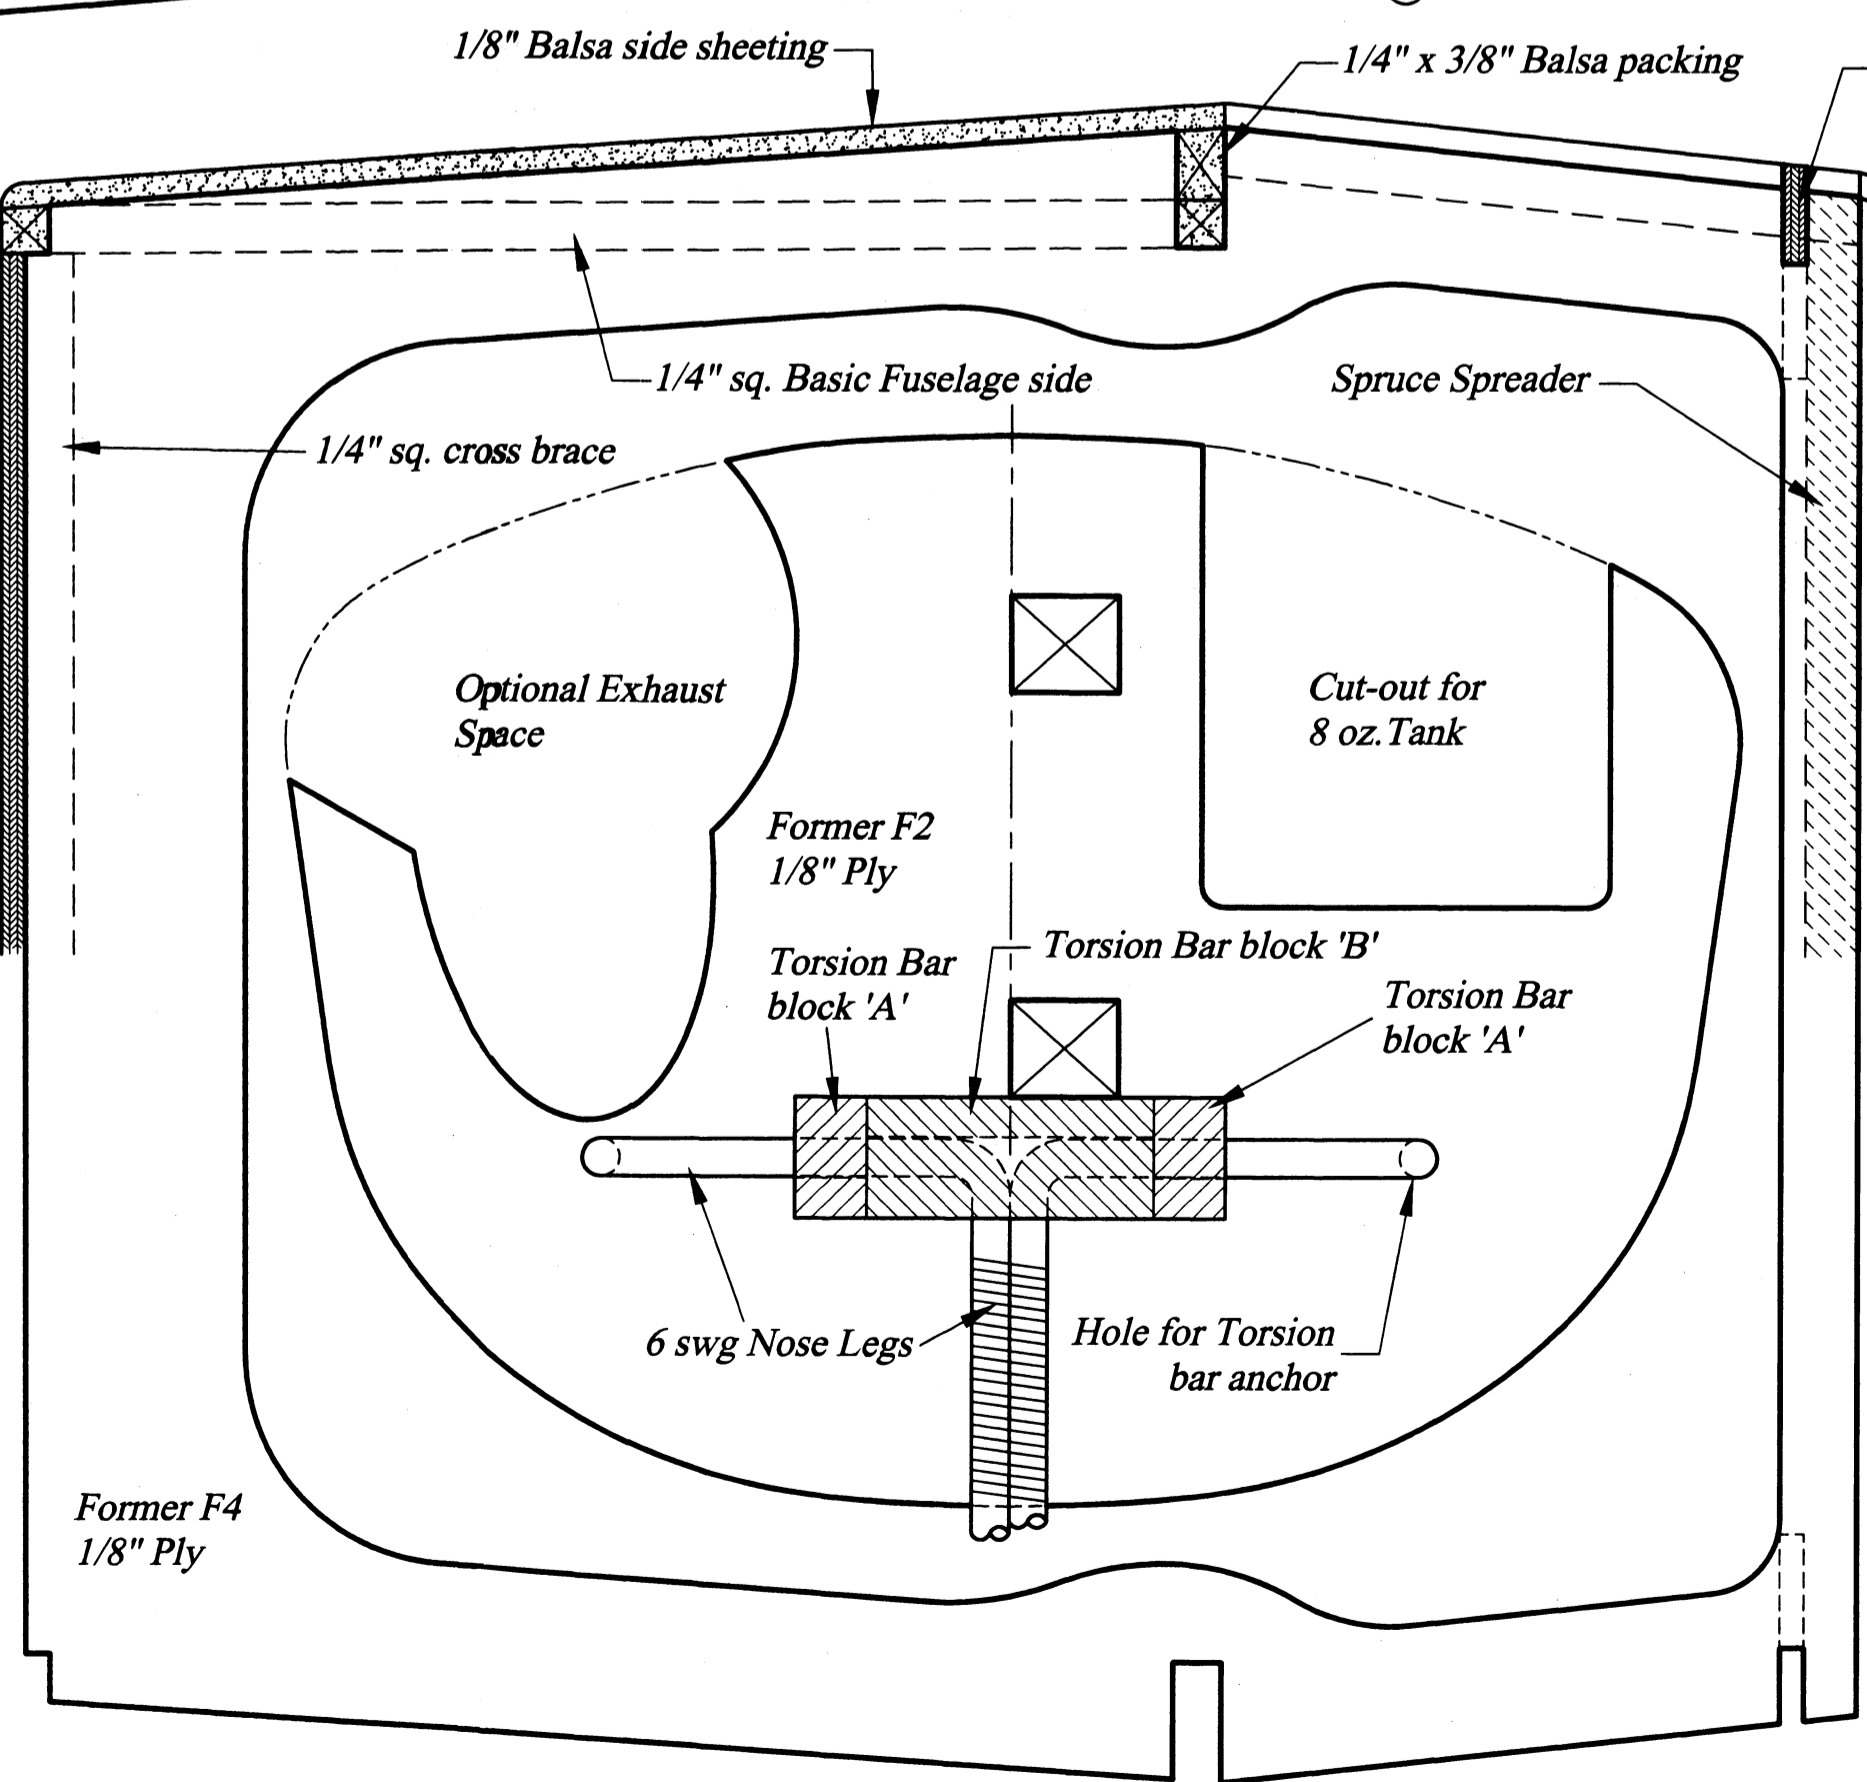 1/8" Balsa side sheeting
1/4" x 3/8" Balsa packing
1/4" sq. Basic Fuselage side
Spruce Spreader
1/4" sq. cross brace
Optional Exhaust
Space
Cut-out for
8 oz. Tank
Former F2
1/8" Ply
Torsion Bar block 'B'
Torsion Bar
block 'A'
Torsion Bar
block 'A'
6 swg Nose Legs
Hole for Torsion
bar anchor
Former F4
1/8" Ply